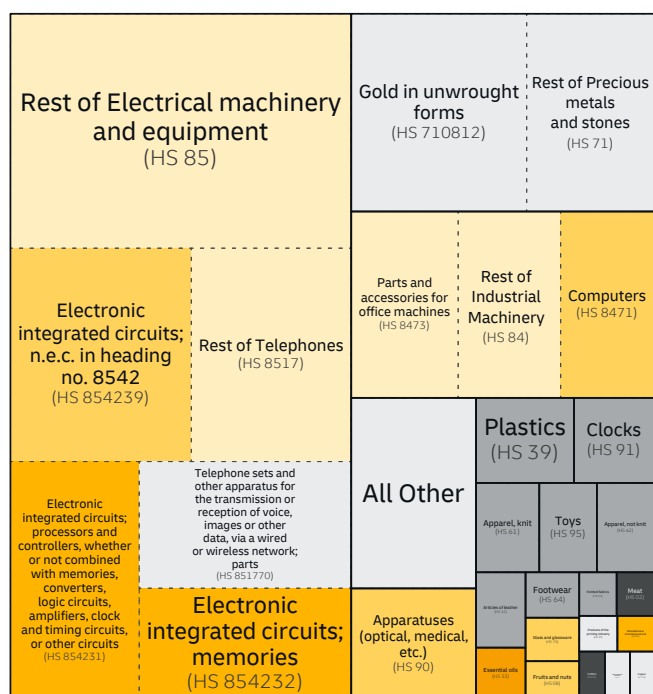 Rest of Electrical machinery
and equipment
(HS 85)
Gold in unwrought
forms
(HS 710812)
Rest of Precious
metals
and stones
(HS 71)
Electronic
integrated circuits;
n.e.c. in heading
no. 8542
(HS 854239)
Rest of Telephones
(HS 8517)
Parts and
accessories for
office machines
(HS 8473)
Rest of
Industrial
Machinery
(HS 84)
Computers
(HS 8471)
Electronic
integrated circuits;
processors and
controllers, whether
or not combined
with memories,
converters,
logic circuits,
amplifiers, clock
and timing circuits,
or other circuits
(HS 854231)
Telephone sets and
other apparatus for
the transmission or
reception of voice,
images or other
data, via a wired
or wireless network;
parts
(HS 851770)
Electronic
integrated circuits;
memories
(HS 854232)
All Other
Apparatuses
(optical, medical,
etc.)
(HS 90)
Plastics
(HS 39)
Clocks
(HS 91)
Apparel, knit
(HS 61)
Toys
(HS 95)
Apparel, not knit
(HS 62)
Articles of leather
Footwear
(HS 64)
Meat
(HS 02)
Glass and glassware
(HS 70)
Essential oils
(HS 33)
Fruits and nuts
(HS 08)